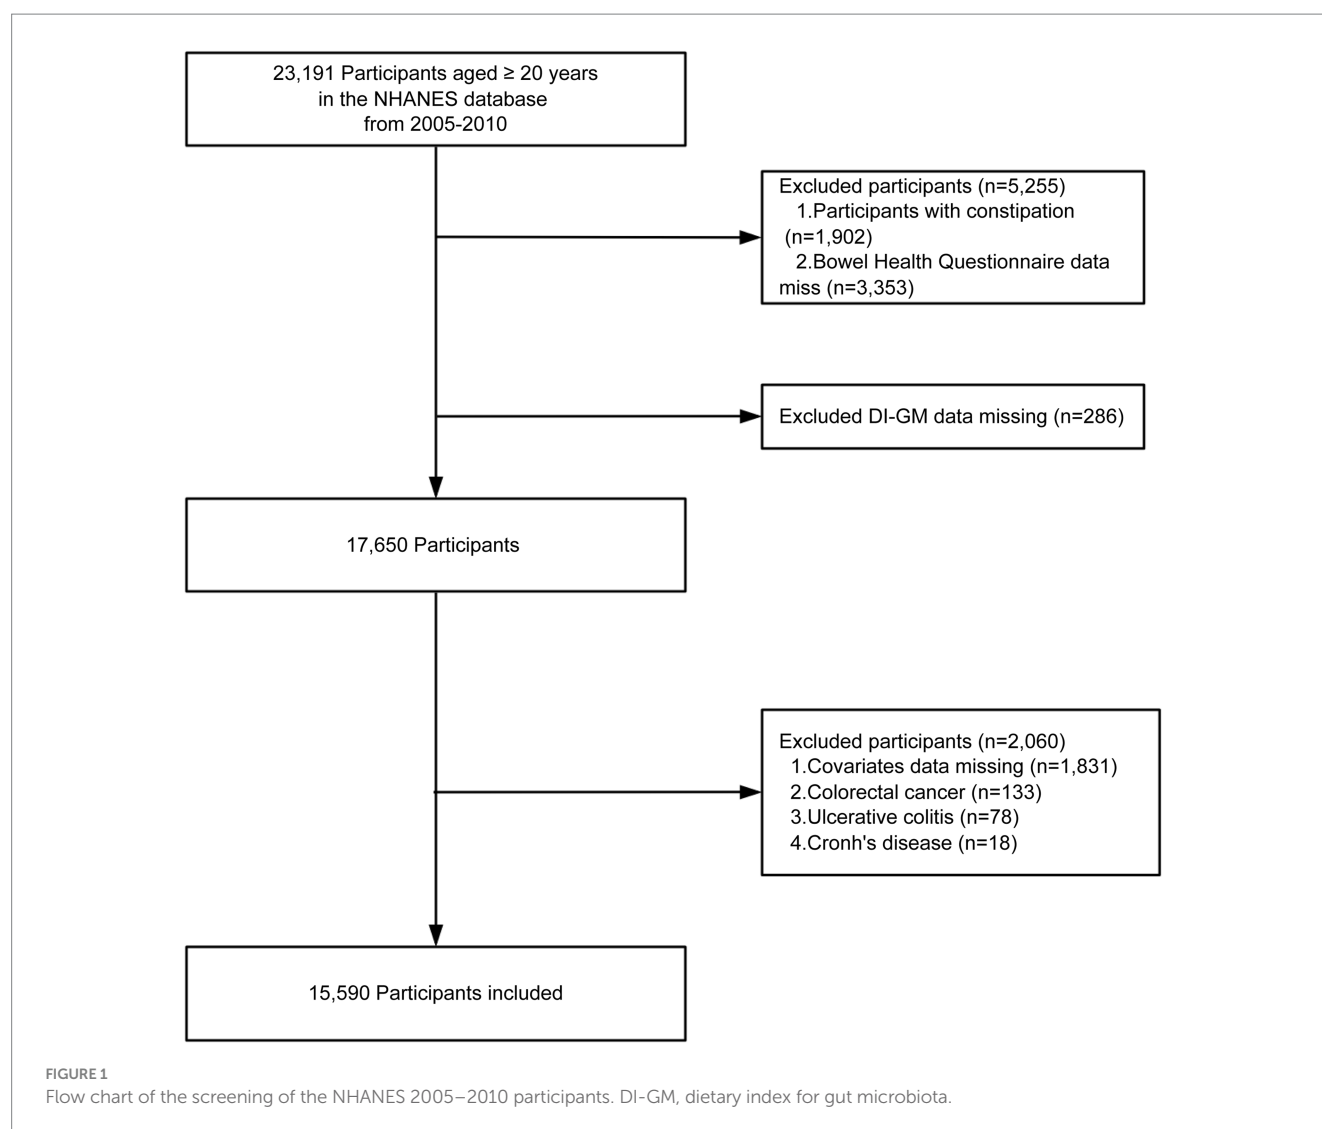 23,191 Participants aged ≥ 20 years
in the NHANES database
from 2005-2010
Excluded participants (n=5,255)
1.Participants with constipation
(n=1,902)
2.Bowel Health Questionnaire data
miss (n=3,353)
Excluded DI-GM data missing (n=286)
17,650 Participants
Excluded participants (n=2,060)
1.Covariates data missing (n=1,831)
2.Colorectal cancer (n=133)
3.Ulcerative colitis (n=78)
4.Cronh's disease (n=18)
15,590 Participants included
FIGURE 1
Flow chart of the screening of the NHANES 2005–2010 participants. DI-GM, dietary index for gut microbiota.